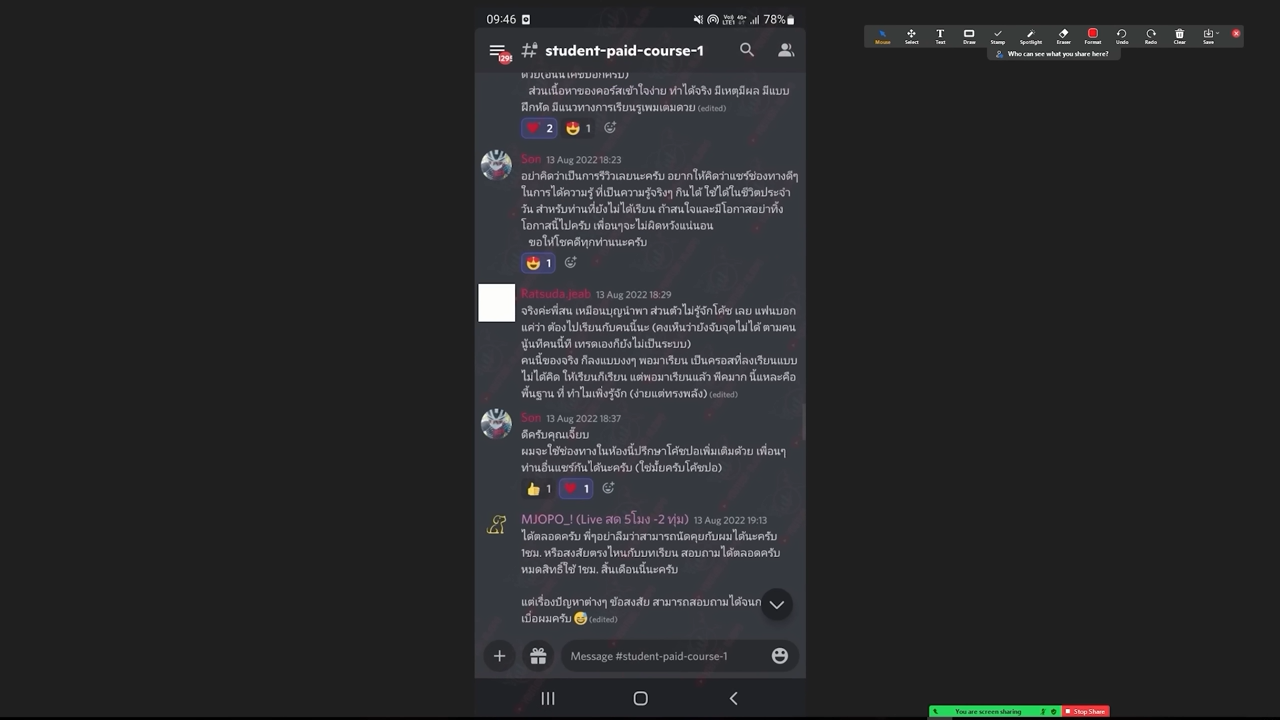 09:46
Vo) 4G+ LTE1 78%
Mouse Select Text Draw Stamp Spotlight Eraser Format Undo Redo Clear Save
Who can see what you share here?
129
# student-paid-course-1
ส่วนเนื้อหาของคอร์สเข้าใจง่าย ทำได้จริง มีเหตุมีผล มีแบบ
ฝึกหัด มีแนวทางการเรียนรู้เพิ่มเติมด้วย (edited)
2 1
Son 13 Aug 2022 18:23
อย่าคิดว่าเป็นการรีวิวเลยนะครับ อยากให้คิดว่าแชร์ช่องทางดีๆ
ในการได้ความรู้ ที่เป็นความรู้จริงๆ กินได้ ใช้ได้ในชีวิตประจำ
วัน สำหรับท่านที่ยังไม่ได้เรียน ถ้าสนใจและมีโอกาสอย่าทิ้ง
โอกาสนี้ไปครับ เพื่อนๆจะไม่ผิดหวังแน่นอน
ขอให้โชคดีทุกท่านนะครับ
1
Ratsuda jeab 13 Aug 2022 18:29
จริงค่ะพี่สน เหมือนบุญนำพา ส่วนตัวไม่รู้จักโค้ช เลย แฟนบอก
แค่ว่า ต้องไปเรียนกับคนนี้นะ (คงเห็นว่ายังจับจุดไม่ได้ ตามคน
นู้นทีคนนี้ที เทรดเองก็ยังไม่เป็นระบบ)
คนนี้ของจริง ก็ลงแบบงงๆ พอมาเรียน เป็นครอสที่ลงเรียนแบบ
ไม่ได้คิด ให้เรียนก็เรียน แต่พอมาเรียนแล้ว พีคมาก นี่แหละคือ
พื้นฐาน ที่ ทำไมเพิ่งรู้จัก (ง่ายแต่ทรงพลัง) (edited)
Son 13 Aug 2022 18:37
ดีครับคุณเจี๊ยบ
ผมจะใช้ช่องทางในห้องนี้ปรึกษาโค้ชปอเพิ่มเติมด้วย เพื่อนๆ
ท่านอื่นแชร์กันได้นะครับ (ใช่มั้ยครับโค้ชปอ)
1 1
MJOPO_! (Live สด 5โมง -2 ทุ่ม) 13 Aug 2022 19:13
ได้ตลอดครับ พี่ๆอย่าลืมว่าสามารถนัดคุยกับผมได้นะครับ
1ชม. หรือสงสัยตรงไหนกับบทเรียน สอบถามได้ตลอดครับ
หมดสิทธิ์ใช้ 1ชม. สิ้นเดือนนี้นะครับ
แต่เรื่องปัญหาต่างๆ ข้อสงสัย สามารถสอบถามได้จนก
เบื่อผมครับ (edited)
Message #student-paid-course-1
You are screen sharing Stop Share